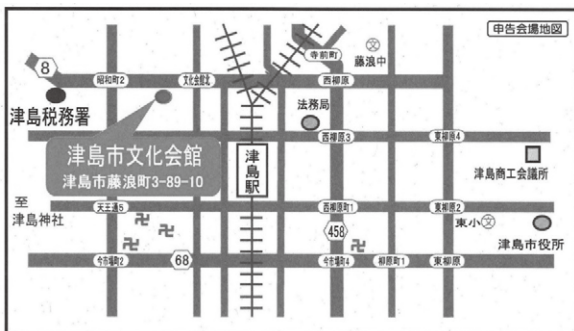 申告会場地図
寺前町
文
藤浪中
8
昭和町2
文化会館北
西柳原
津島税務署
法務局
西柳原3
東柳原4
津島市文化会館
津島市藤浪町3-89-10
津島駅
津島商工会議所
至
津島神社
天王通5
西柳原町1
東柳原2
東小
文
458
津島市役所
今市場町2
68
今市場町4
柳原町1
東柳原